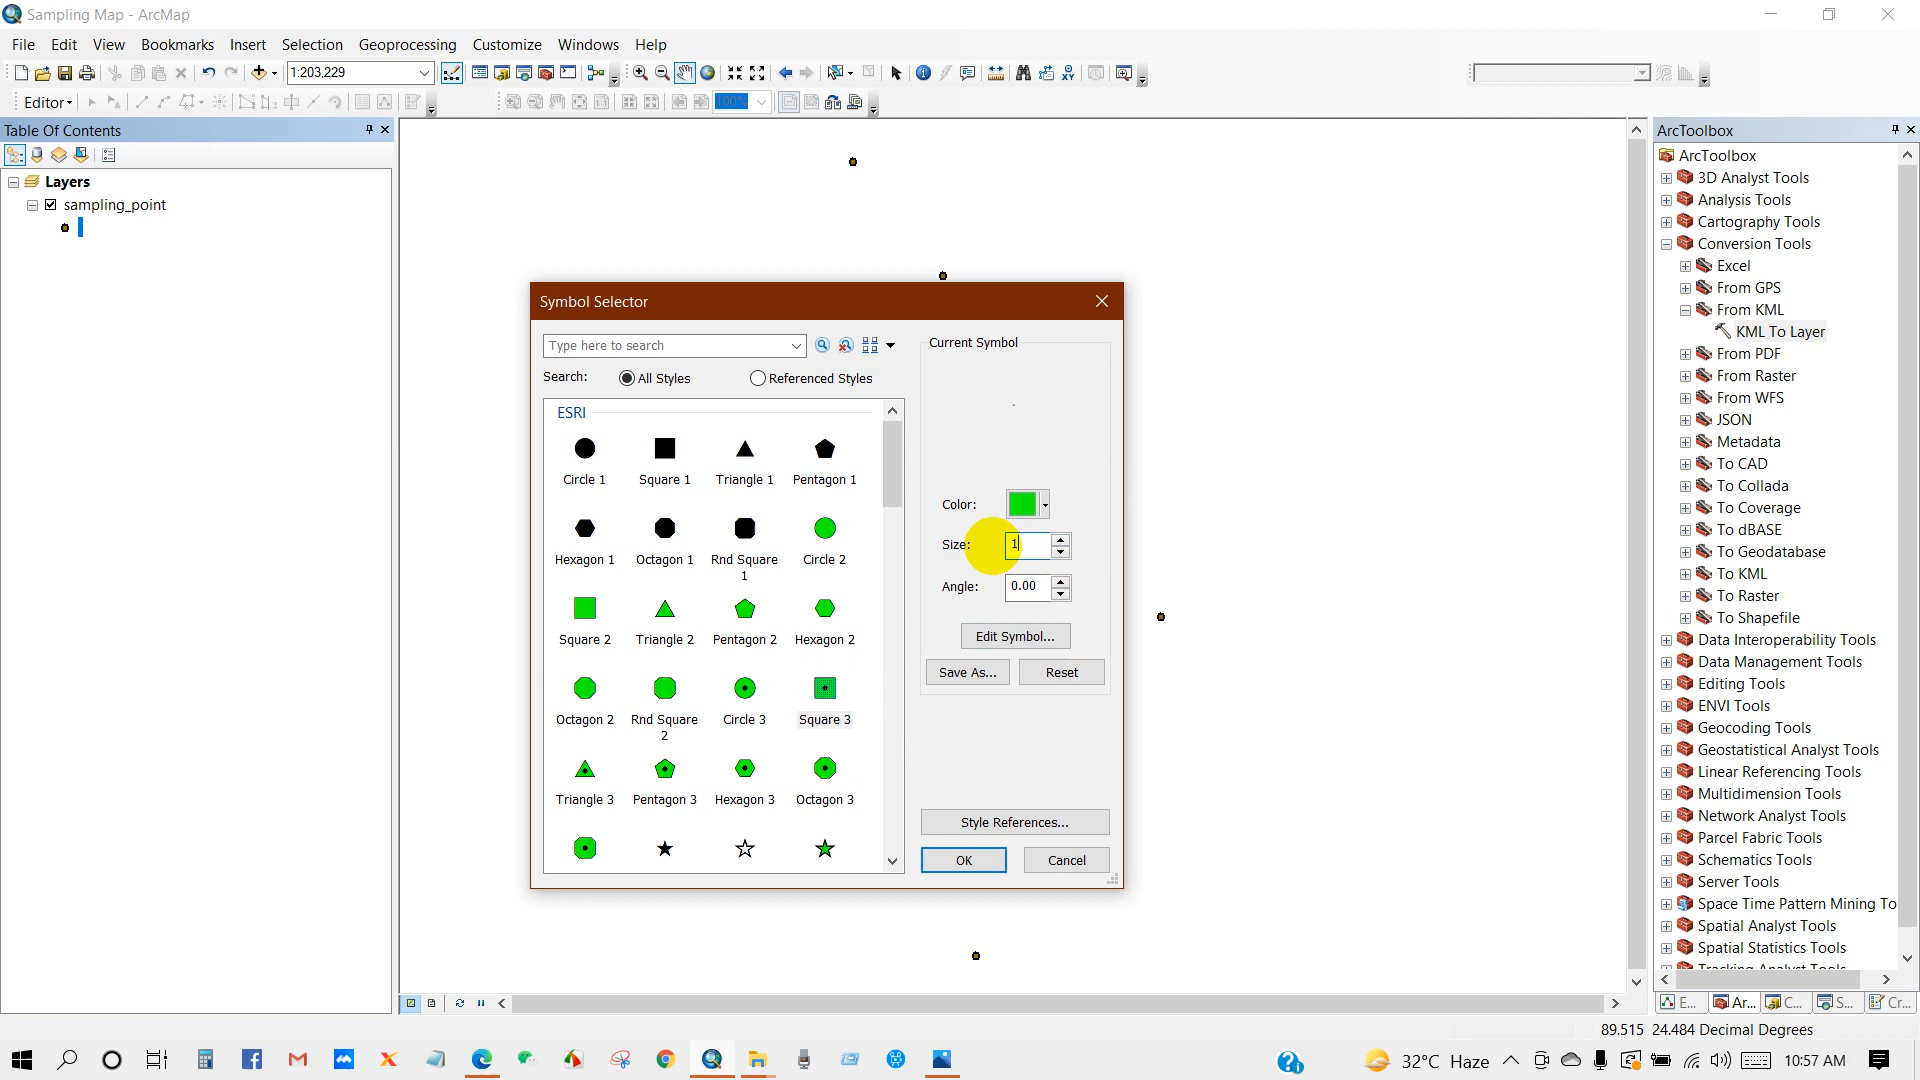 Sampling Map - ArcMap
File Edit View Bookmarks Insert Selection Geoprocessing Customize Windows Help
1:203,229
Editor
100%
Table Of Contents
Layers
sampling_point
Symbol Selector
Type here to search
Search: All Styles Referenced Styles
ESRI
Circle 1 Square 1 Triangle 1 Pentagon 1
Hexagon 1 Octagon 1 Rnd Square 1 Circle 2
Square 2 Triangle 2 Pentagon 2 Hexagon 2
Octagon 2 Rnd Square 2 Circle 3 Square 3
Triangle 3 Pentagon 3 Hexagon 3 Octagon 3
Current Symbol
Color:
Size: 1
Angle: 0.00
Edit Symbol...
Save As... Reset
Style References...
OK Cancel
ArcToolbox
ArcToolbox
3D Analyst Tools
Analysis Tools
Cartography Tools
Conversion Tools
Excel
From GPS
From KML
KML To Layer
From PDF
From Raster
From WFS
JSON
Metadata
To CAD
To Collada
To Coverage
To dBASE
To Geodatabase
To KML
To Raster
To Shapefile
Data Interoperability Tools
Data Management Tools
Editing Tools
ENVI Tools
Geocoding Tools
Geostatistical Analyst Tools
Linear Referencing Tools
Multidimension Tools
Network Analyst Tools
Parcel Fabric Tools
Schematics Tools
Server Tools
Space Time Pattern Mining To
Spatial Analyst Tools
Spatial Statistics Tools
Tracking Analyst Tools
E... Ar... C... S... Cr...
89.515 24.484 Decimal Degrees
32°C Haze 10:57 AM